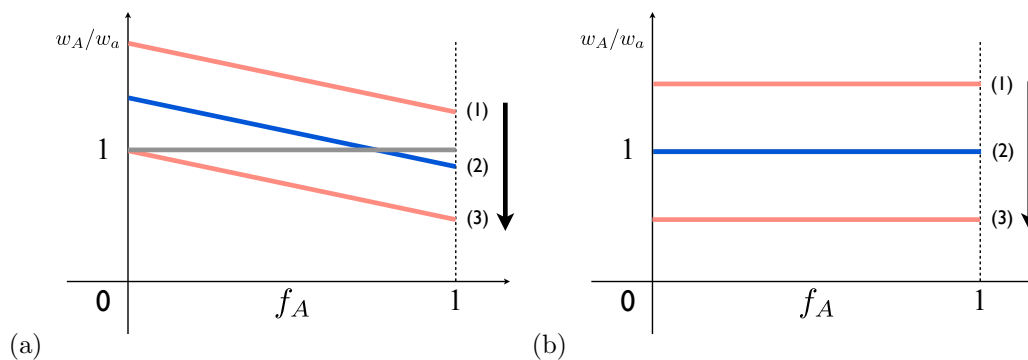 w_A/w_a
(1)
1
(2)
(3)
0
f_A
1
(a)
w_A/w_a
(1)
1
(2)
(3)
0
f_A
1
(b)